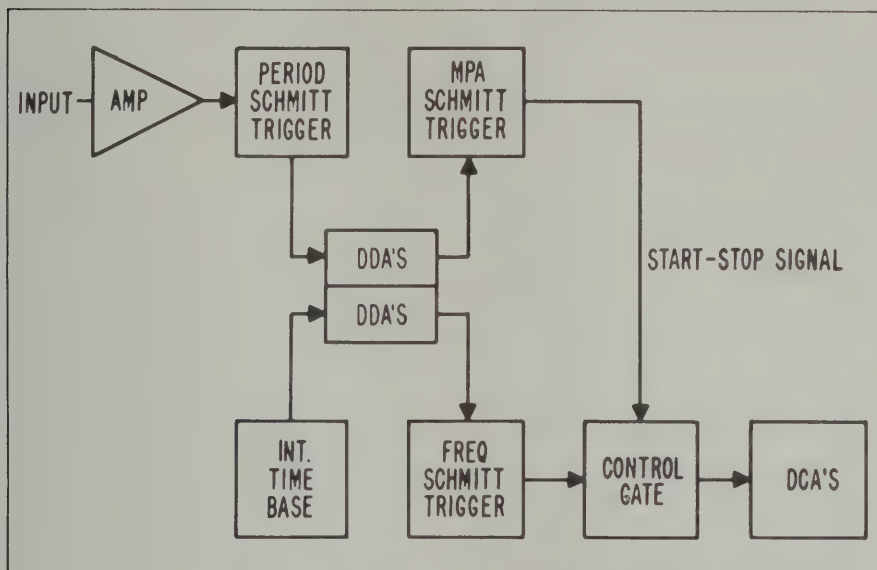 INPUT
AMP
PERIOD
SCHMITT
TRIGGER
MPA
SCHMITT
TRIGGER
DDA'S
DDA'S
START-STOP SIGNAL
INT.
TIME
BASE
FREQ
SCHMITT
TRIGGER
CONTROL
GATE
DCA'S